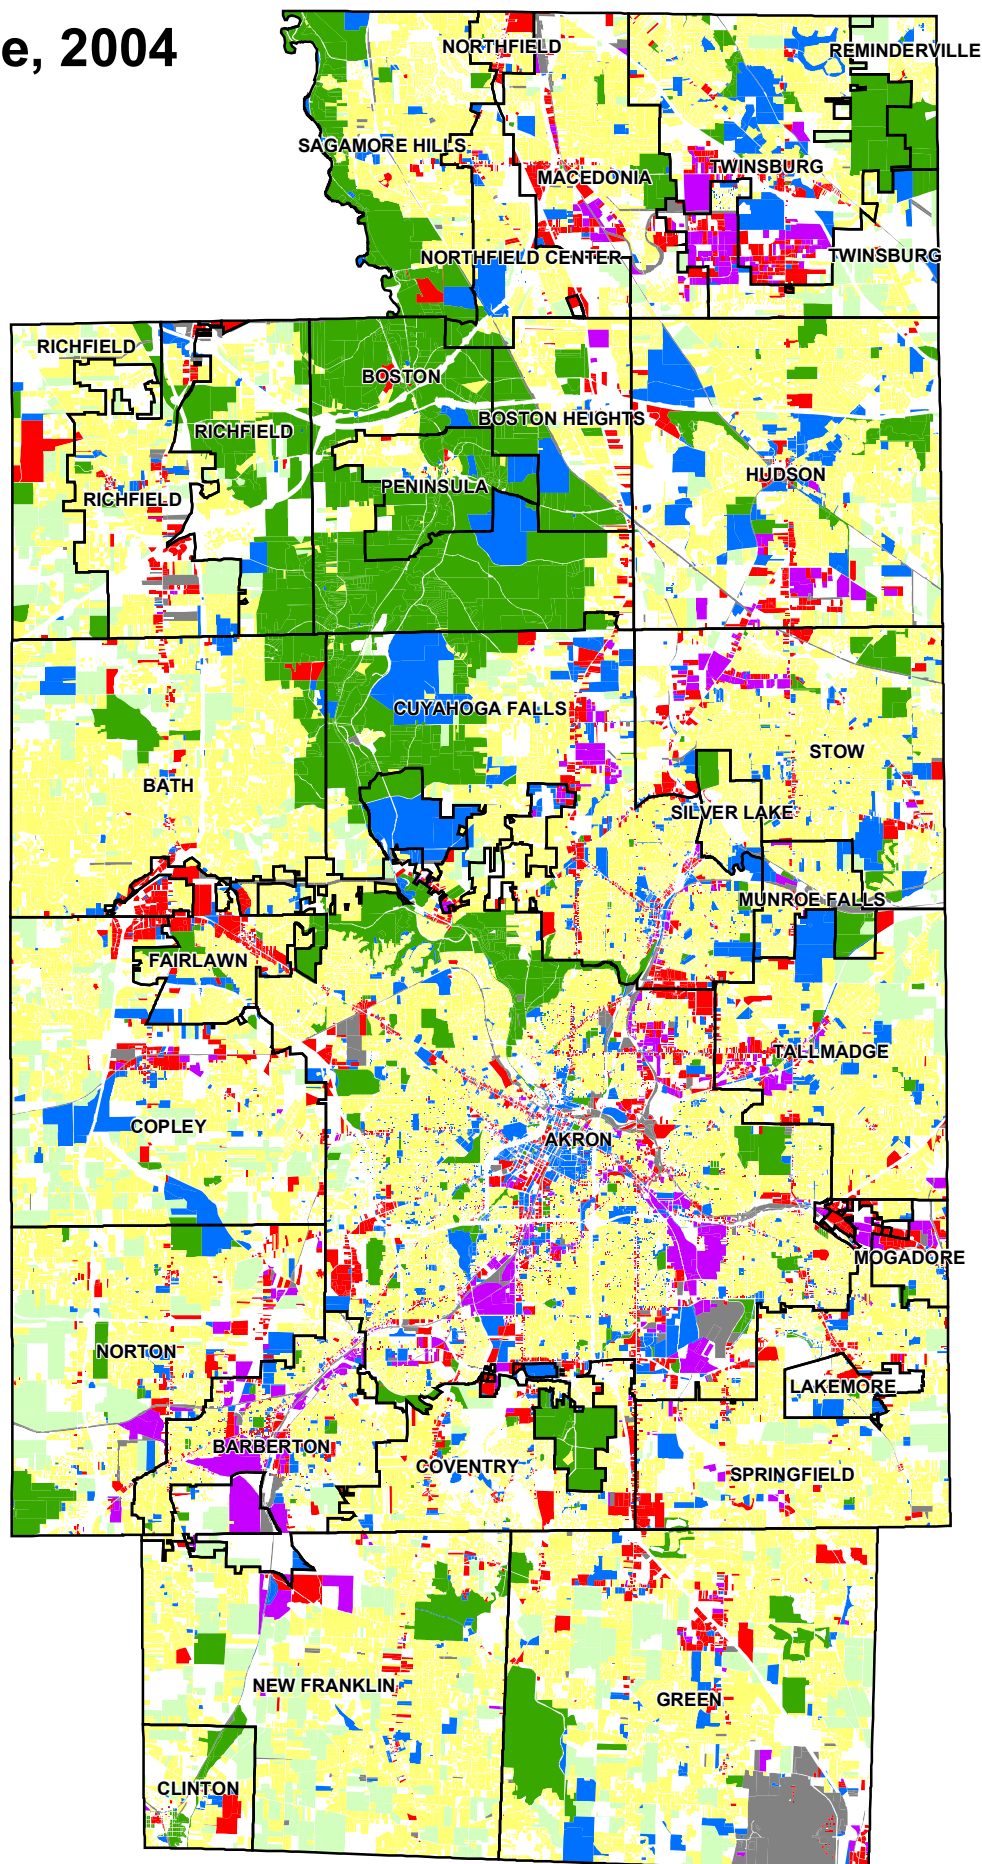 e, 2004
NORTHFIELD
REMINDERVILLE
SAGAMORE HILLS
TWINSBURG
MACEDONIA
NORTHFIELD CENTER
TWINSBURG
RICHFIELD
BOSTON
BOSTON HEIGHTS
RICHFIELD
HUDSON
PENINSULA
RICHFIELD
CUYAHOGA FALLS
STOW
BATH
SILVER LAKE
MUNROE FALLS
FAIRLAWN
TALLMADGE
COPLEY
AKRON
MOGADORE
NORTON
LAKEMORE
BARBERTON
COVENTRY
SPRINGFIELD
NEW FRANKLIN
GREEN
CLINTON